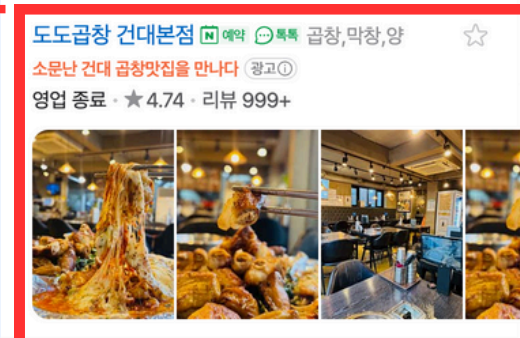 도도곱창 건대본점 N 예약 톡톡 곱창,막창,양
소문난 건대 곱창맛집을 만나다 광고ⓘ
영업 종료 · ★4.74 · 리뷰 999+